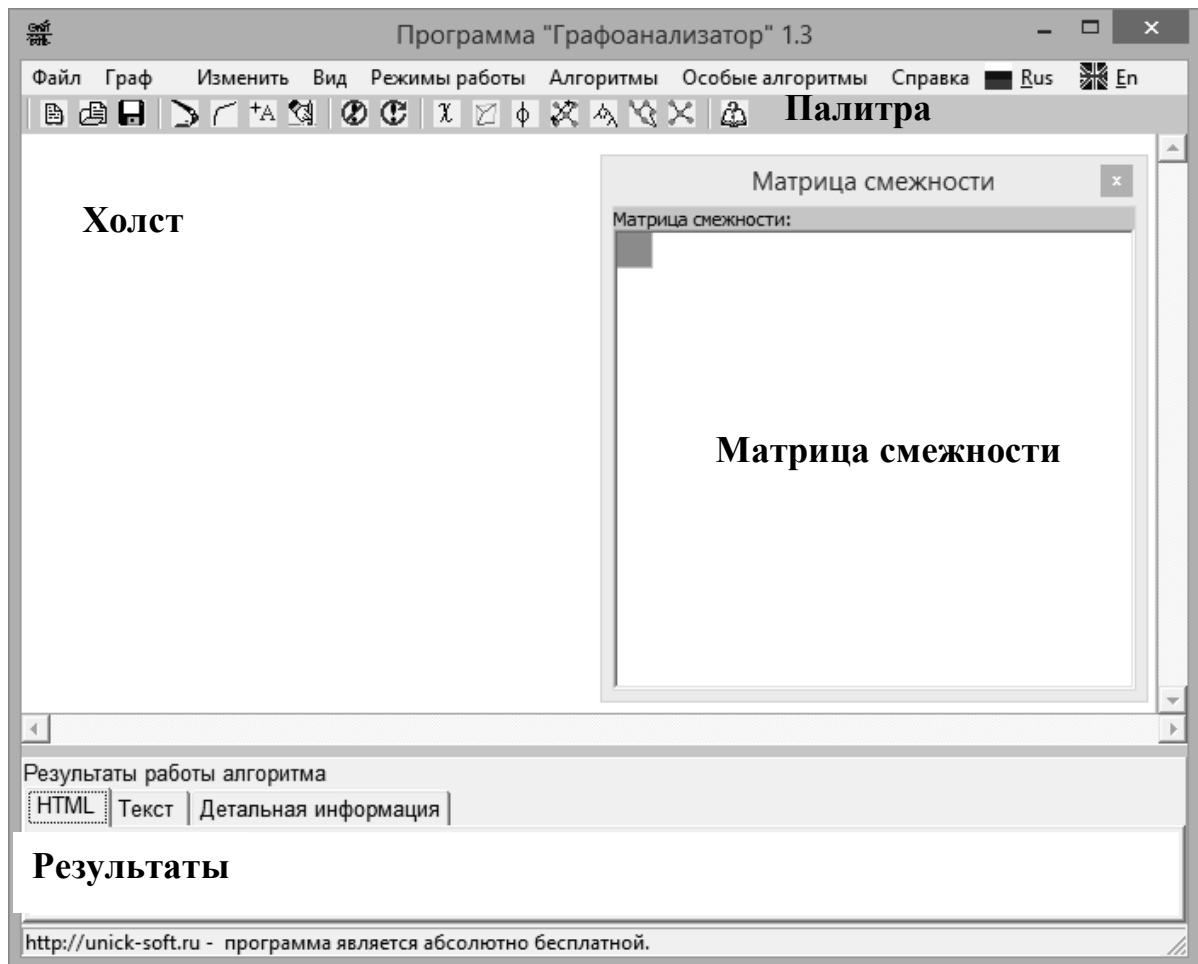 Программа "Графоанализатор" 1.3
Файл Граф Изменить Вид Режимы работы Алгоритмы Особые алгоритмы Справка Rus En
Палитра
Холст
Матрица смежности
Матрица смежности:
Матрица смежности
Результаты работы алгоритма
HTML Текст Детальная информация
Результаты
http://unick-soft.ru - программа является абсолютно бесплатной.